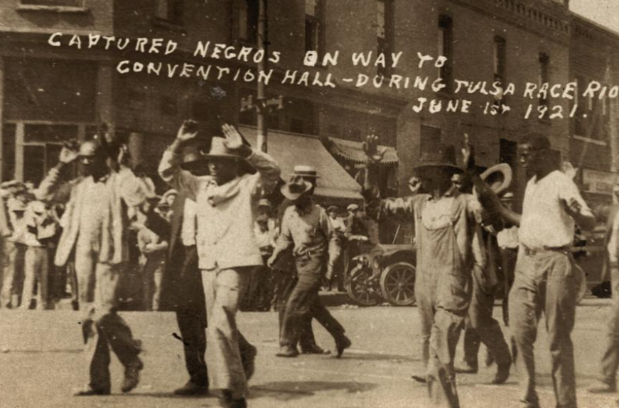 CAPTURED NEGROS ON WAY TO
CONVENTION HALL - DURING TULSA RACE RIO
JUNE 1ST 1921.